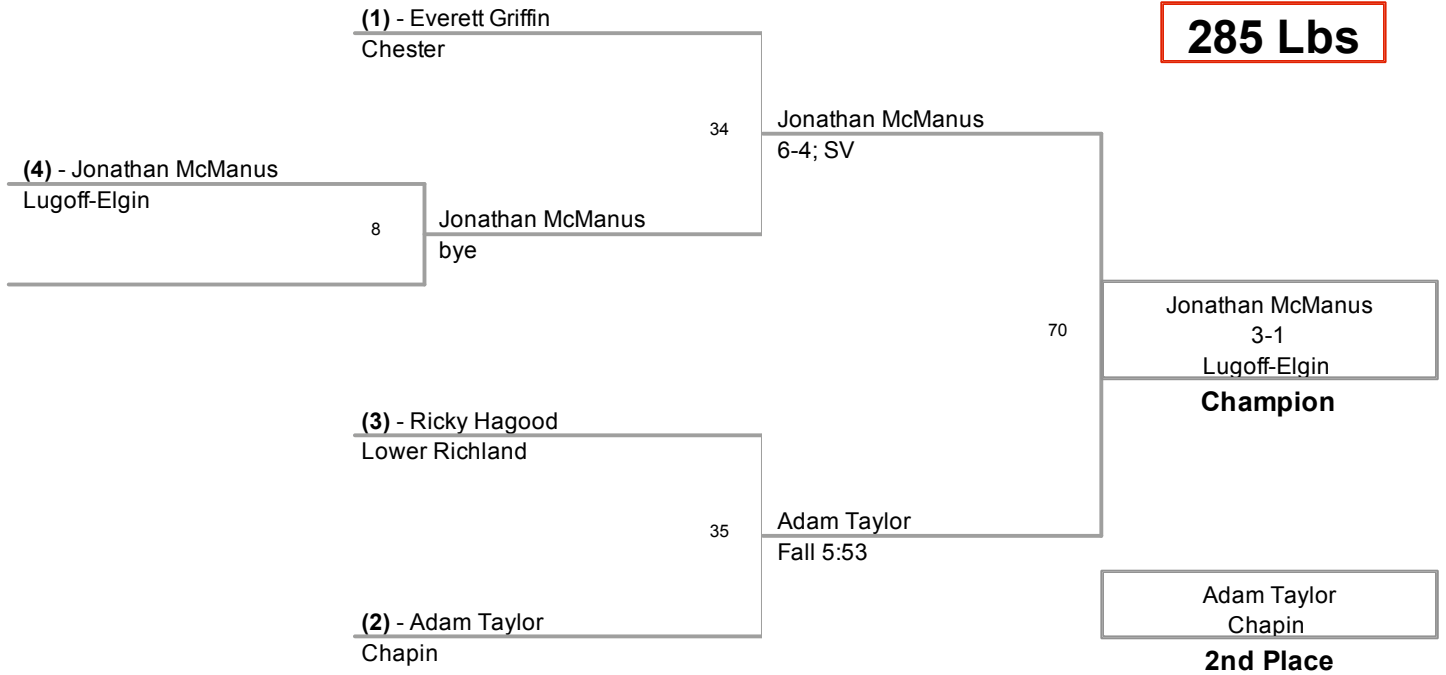 (1) - Everett Griffin
285 Lbs
Chester
34
Jonathan McManus
6-4; SV
(4) - Jonathan McManus
Lugoff-Elgin
8
Jonathan McManus
bye
Jonathan McManus
70
3-1
Lugoff-Elgin
Champion
(3) - Ricky Hagood
Lower Richland
35
Adam Taylor
Fall 5:53
Adam Taylor
(2) - Adam Taylor
Chapin
Chapin
2nd Place